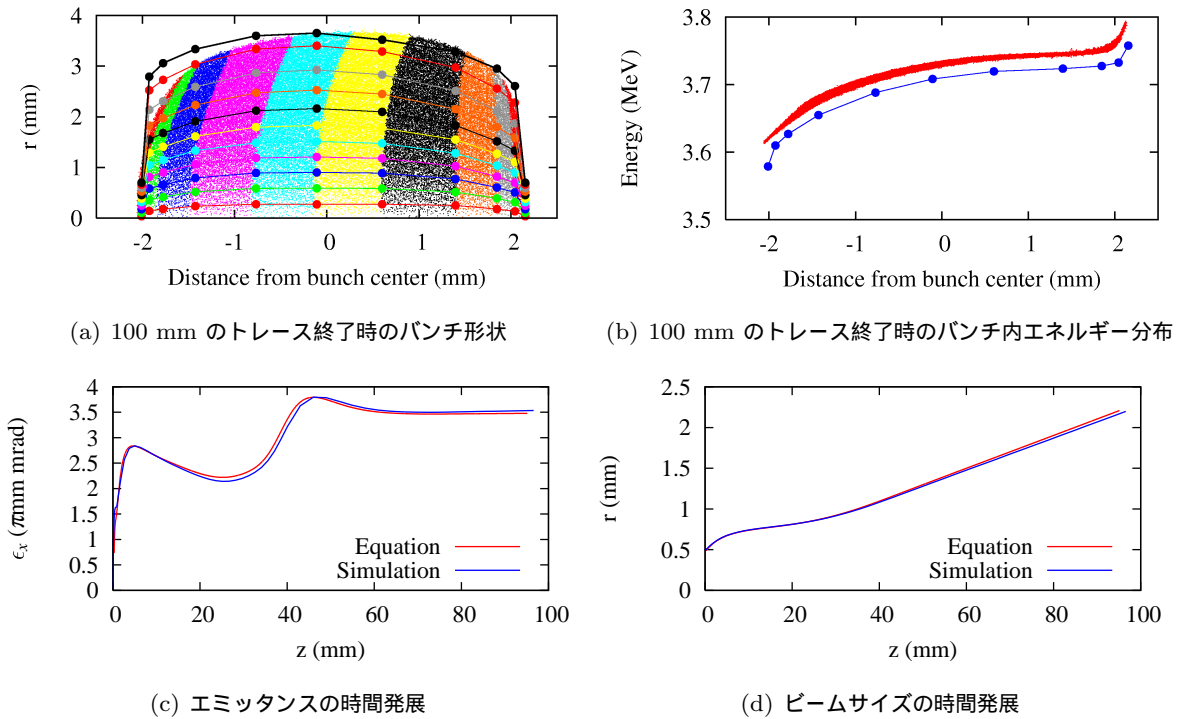 4
3
2
1
0
r (mm)
-2 -1 0 1 2
Distance from bunch center (mm)
(a) 100 mm のトレース終了時のバンチ形状
3.8
3.7
3.6
3.5
Energy (MeV)
-2 -1 0 1 2
Distance from bunch center (mm)
(b) 100 mm のトレース終了時のバンチ内エネルギー分布
4
3.5
3
2.5
2
1.5
1
0.5
0
ϵx (πmm mrad)
Equation
Simulation
0 20 40 60 80 100
z (mm)
(c) エミッタンスの時間発展
2.5
2
1.5
1
0.5
0
r (mm)
Equation
Simulation
0 20 40 60 80 100
z (mm)
(d) ビームサイズの時間発展